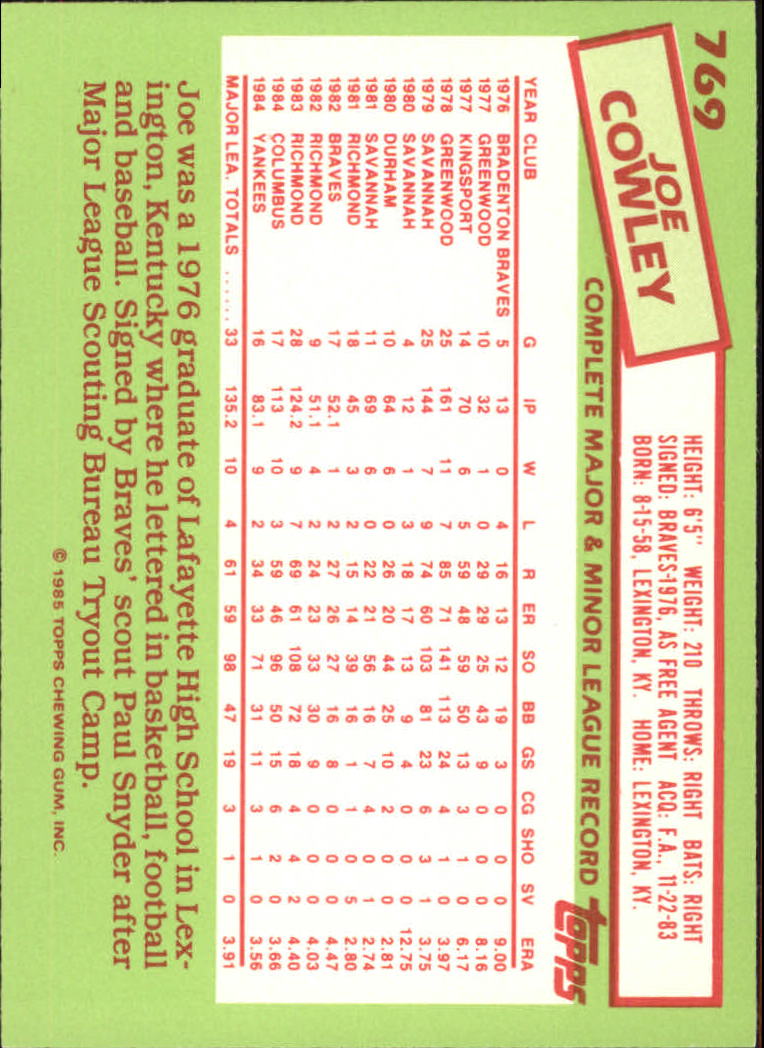 769
JOE
COWLEY
HEIGHT: 6'5" WEIGHT: 210 THROWS: RIGHT BATS: RIGHT
SIGNED: BRAVES-1976, AS FREE AGENT ACQ: F.A., 11-22-83
BORN: 8-15-58, LEXINGTON, KY. HOME: LEXINGTON, KY.
COMPLETE MAJOR & MINOR LEAGUE RECORD topps
YEAR CLUB G IP W L R ER SO BB GS CG SHO SV ERA
1976 BRADENTON BRAVES 5 13 0 4 16 13 12 19 3 0 0 0 9.00
1977 GREENWOOD 10 32 1 0 29 29 25 43 9 0 0 0 8.16
1977 KINGSPORT 14 70 6 5 59 48 59 50 13 3 1 0 6.17
1978 GREENWOOD 25 161 11 7 85 71 141 113 24 4 1 0 3.97
1979 SAVANNAH 25 144 7 9 74 60 103 81 23 6 3 1 3.75
1980 SAVANNAH 4 12 1 3 18 17 13 9 4 0 0 0 12.75
1980 DURHAM 10 64 6 0 26 20 44 25 10 2 0 0 2.81
1981 SAVANNAH 11 69 6 0 22 21 56 16 7 4 0 1 2.74
1981 RICHMOND 18 45 3 2 15 14 39 16 1 1 0 5 2.80
1982 BRAVES 17 52.1 1 2 27 26 27 16 8 0 0 0 4.47
1982 RICHMOND 9 51.1 4 2 24 23 33 30 9 0 0 0 4.03
1983 RICHMOND 28 124.2 9 7 69 61 108 72 18 4 4 2 4.40
1984 COLUMBUS 17 113 10 3 59 46 96 50 15 6 2 0 3.66
1984 YANKEES 16 83.1 9 2 34 33 71 31 11 3 1 0 3.56
MAJOR LEA. TOTALS ...... 33 135.2 10 4 61 59 98 47 19 3 1 0 3.91
Joe was a 1976 graduate of Lafayette High School in Lex-
ington, Kentucky where he lettered in basketball, football
and baseball. Signed by Braves' scout Paul Snyder after
Major League Scouting Bureau Tryout Camp.
© 1985 TOPPS CHEWING GUM, INC.